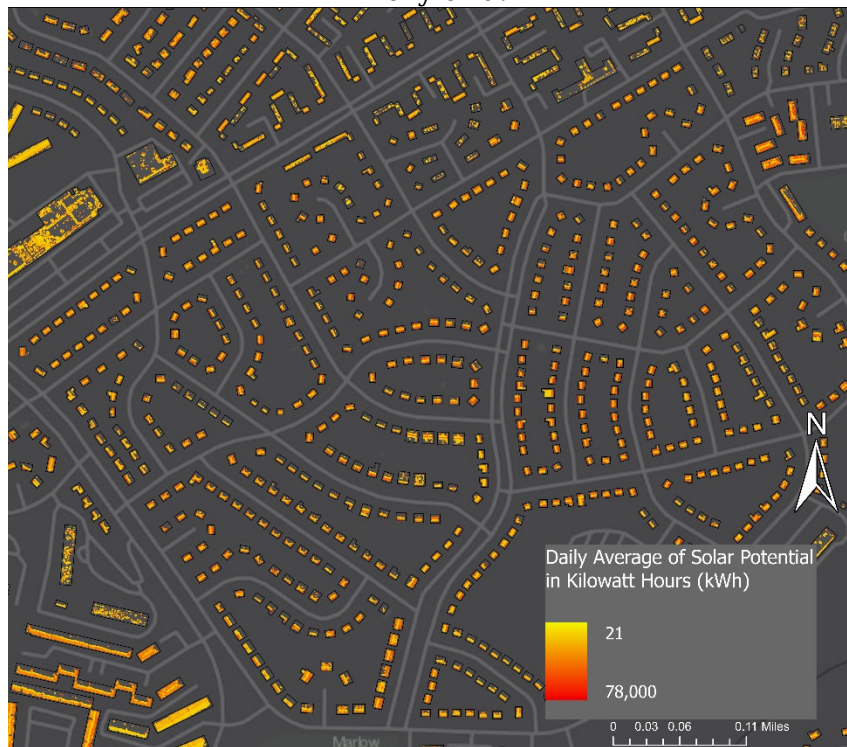 N
Daily Average of Solar Potential
in Kilowatt Hours (kWh)
21
78,000
0 0.03 0.06 0.11 Miles
Marlow